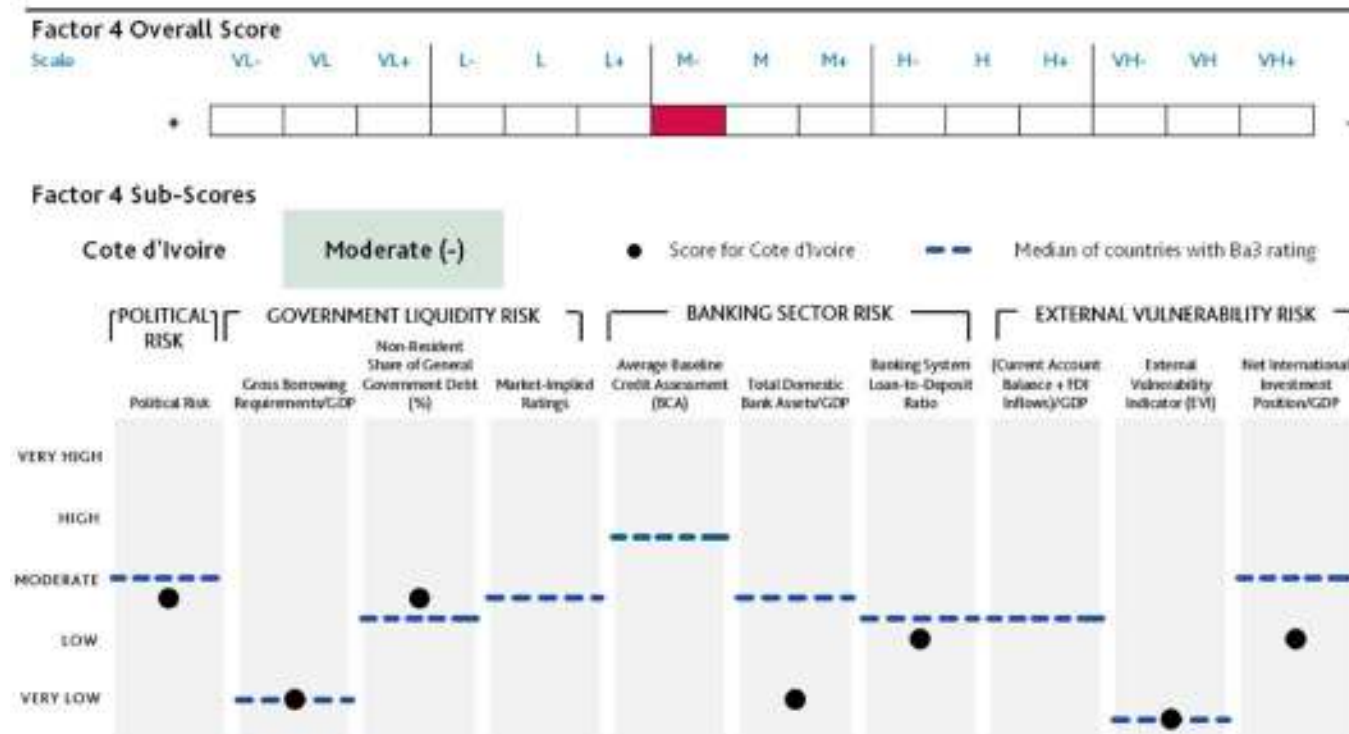 Factor 4 Overall Score
Scale VL- VL VL+ L- L L+ M- M M+ H- H H+ VH- VH VH+
+ -
Factor 4 Sub-Scores
Cote d'Ivoire Moderate (-) Score for Cote d'Ivoire Median of countries with Ba3 rating
POLITICAL RISK
GOVERNMENT LIQUIDITY RISK
BANKING SECTOR RISK
EXTERNAL VULNERABILITY RISK
Political Risk
Gross Borrowing
Requirements/GDP
Non-Resident
Share of General
Government Debt
(%)
Market-Implied
Ratings
Average Baseline
Credit Assessment
(BCA)
Total Domestic
Bank Assets/GDP
Banking System
Loan-to-Deposit
Ratio
(Current Account
Balance + FDI
Inflows)/GDP
External
Vulnerability
Indicator (EVI)
Net International
Investment
Position/GDP
VERY HIGH
HIGH
MODERATE
LOW
VERY LOW